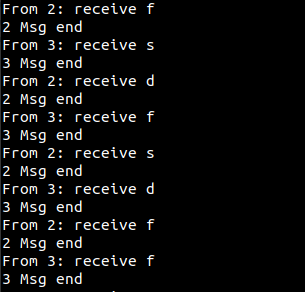 From 2: receive f
2 Msg end
From 3: receive s
3 Msg end
From 2: receive d
2 Msg end
From 3: receive f
3 Msg end
From 2: receive s
2 Msg end
From 3: receive d
3 Msg end
From 2: receive f
2 Msg end
From 3: receive f
3 Msg end